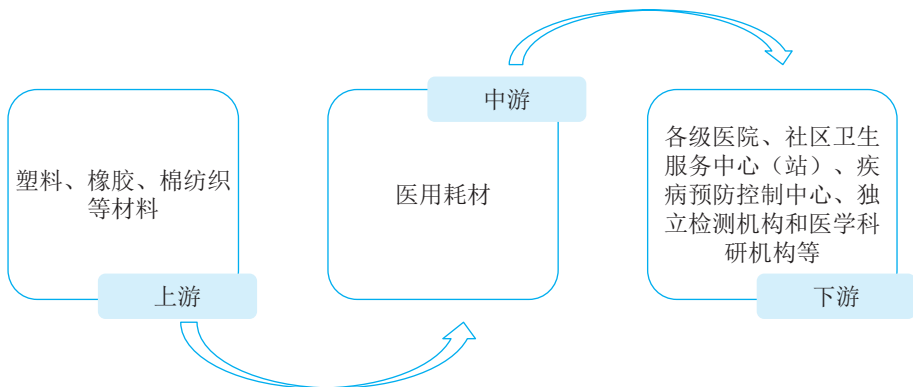 塑料、橡胶、棉纺织
等材料
上游
中游
医用耗材
各级医院、社区卫生
服务中心（站）、疾
病预防控制中心、独
立检测机构和医学科
研机构等
下游